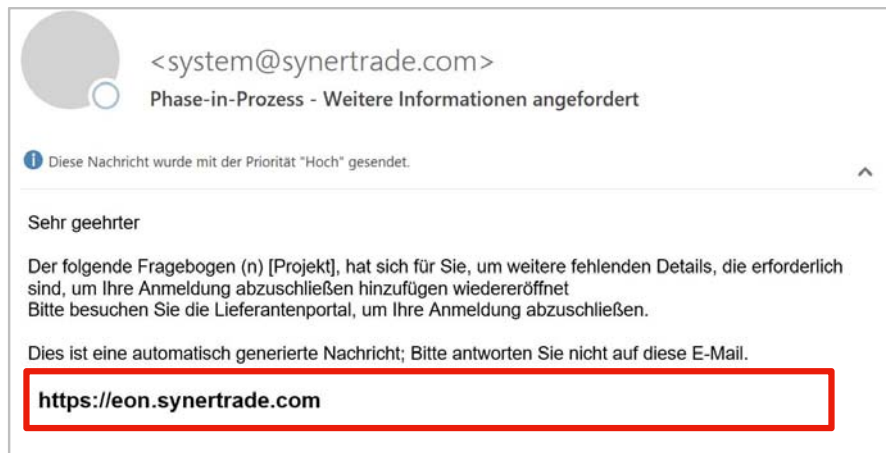 <system@synertrade.com>
Phase-in-Prozess - Weitere Informationen angefordert
Diese Nachricht wurde mit der Priorität "Hoch" gesendet.
Sehr geehrter
Der folgende Fragebogen (n) [Projekt], hat sich für Sie, um weitere fehlenden Details, die erforderlich
sind, um Ihre Anmeldung abzuschließen hinzufügen wiedereröffnet
Bitte besuchen Sie die Lieferantenportal, um Ihre Anmeldung abzuschließen.
Dies ist eine automatisch generierte Nachricht; Bitte antworten Sie nicht auf diese E-Mail.
https://eon.synertrade.com